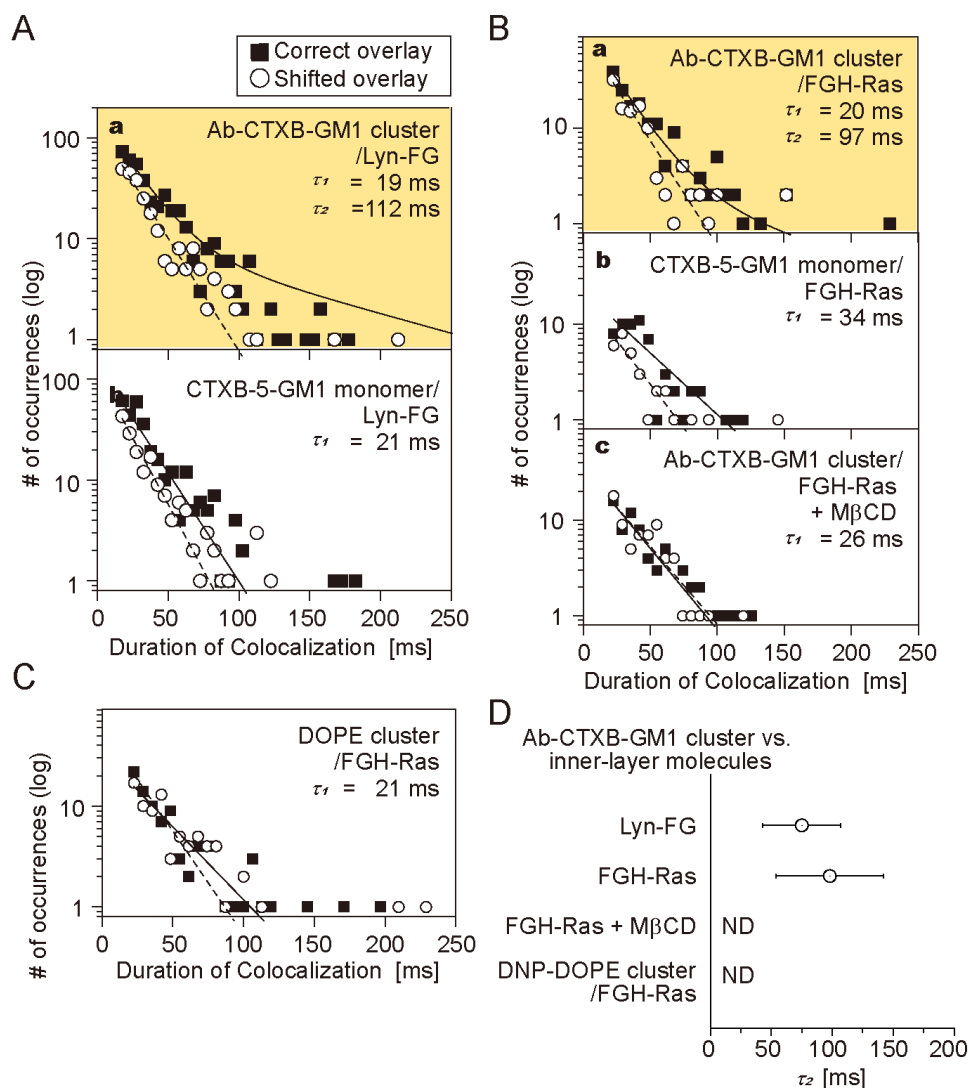 A
Correct overlay
Shifted overlay
a
Ab-CTXB-GM1 cluster
/Lyn-FG
τ1 = 19 ms
τ2 =112 ms
100
10
1
b
CTXB-5-GM1 monomer/
Lyn-FG
τ1 = 21 ms
100
10
1
# of occurrences (log)
0 50 100 150 200 250
Duration of Colocalization [ms]
B
a
Ab-CTXB-GM1 cluster
/FGH-Ras
τ1 = 20 ms
τ2 = 97 ms
10
1
b
CTXB-5-GM1 monomer/
FGH-Ras
τ1 = 34 ms
10
1
c
Ab-CTXB-GM1 cluster/
FGH-Ras
+ MβCD
τ1 = 26 ms
10
1
# of occurrences (log)
0 50 100 150 200 250
Duration of Colocalization [ms]
C
DOPE cluster
/FGH-Ras
τ1 = 21 ms
10
1
# of occurrences (log)
0 50 100 150 200 250
Duration of Colocalization [ms]
D
Ab-CTXB-GM1 cluster vs.
inner-layer molecules
Lyn-FG
FGH-Ras
FGH-Ras + MβCD ND
DNP-DOPE cluster
/FGH-Ras ND
0 50 100 150 200
τ2 [ms]